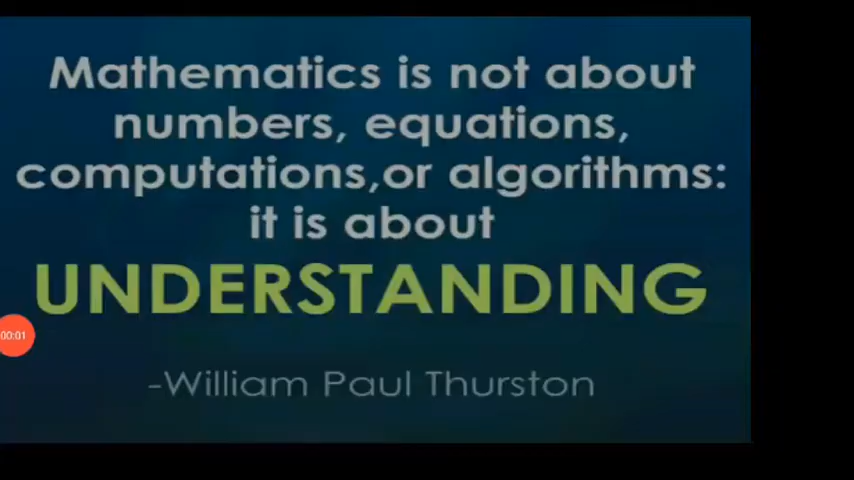 Mathematics is not about
numbers, equations,
computations,or algorithms:
it is about
UNDERSTANDING
00:01
-William Paul Thurston